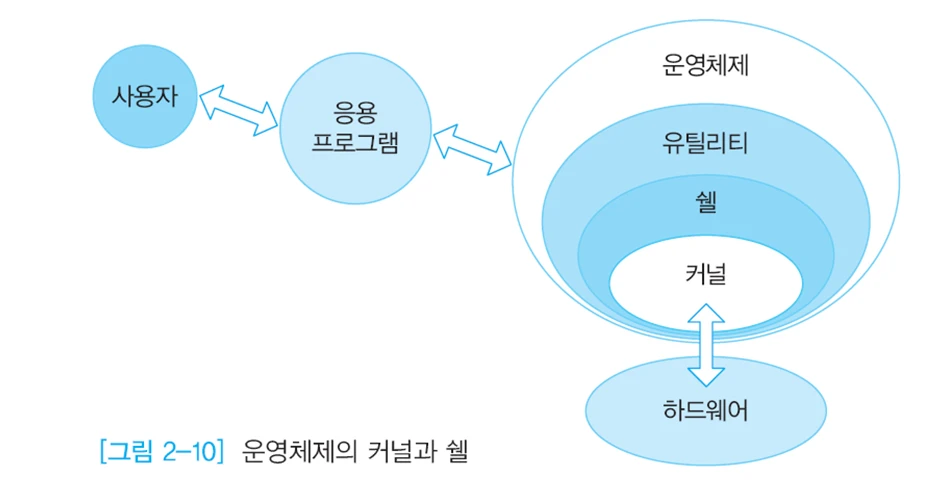 사용자
응용
프로그램
운영체제
유틸리티
쉘
커널
하드웨어
[그림 2-10] 운영체제의 커널과 쉘